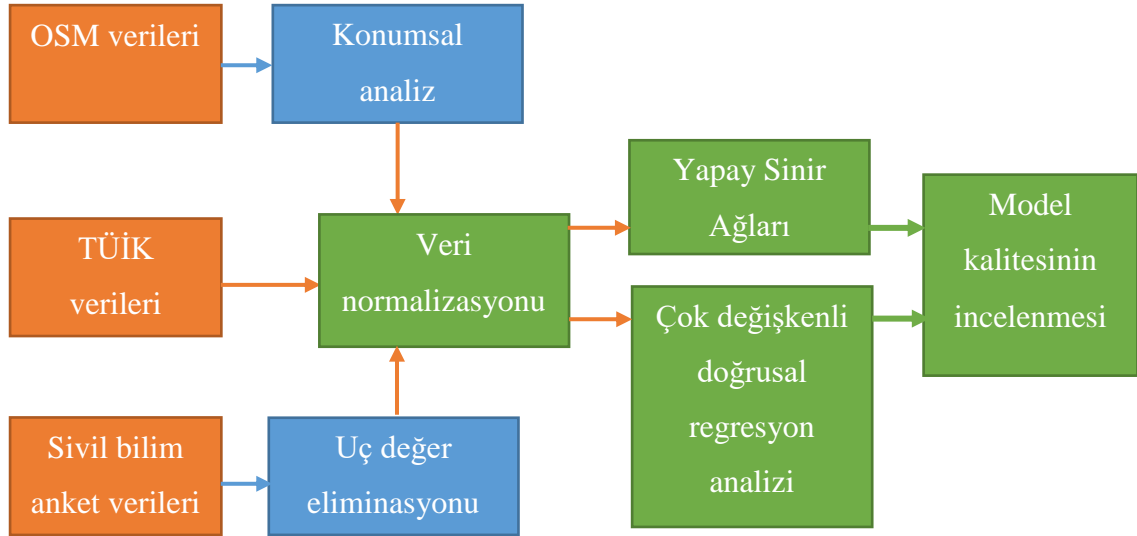 OSM verileri
Konumsal
analiz
Yapay Sinir
Ağları
Model
kalitesinin
incelenmesi
TÜİK
verileri
Veri
normalizasyonu
Çok değişkenli
doğrusal
regresyon
analizi
Sivil bilim
anket verileri
Uç değer
eliminasyonu